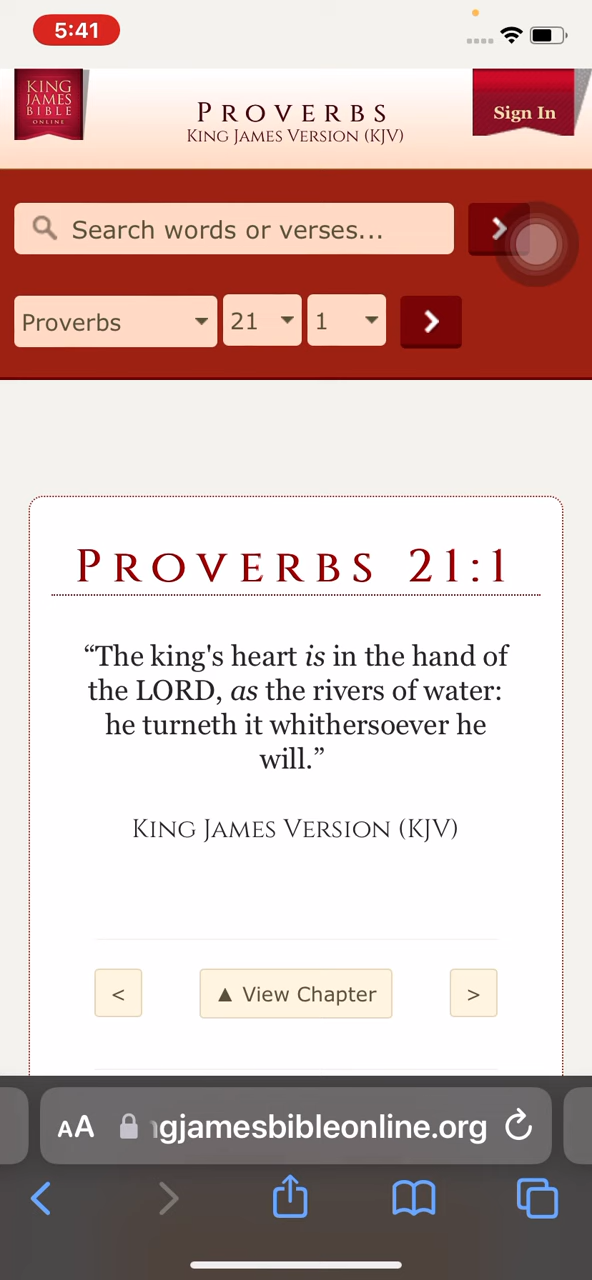 5:41
KING
JAMES
BIBLE
ONLINE
PROVERBS
KING JAMES VERSION (KJV)
Sign In
Search words or verses...
Proverbs
21
1
PROVERBS 21:1
“The king's heart is in the hand of
the LORD, as the rivers of water:
he turneth it whithersoever he
will.”
KING JAMES VERSION (KJV)
<
▲ View Chapter
>
AA
gjamesbibleonline.org